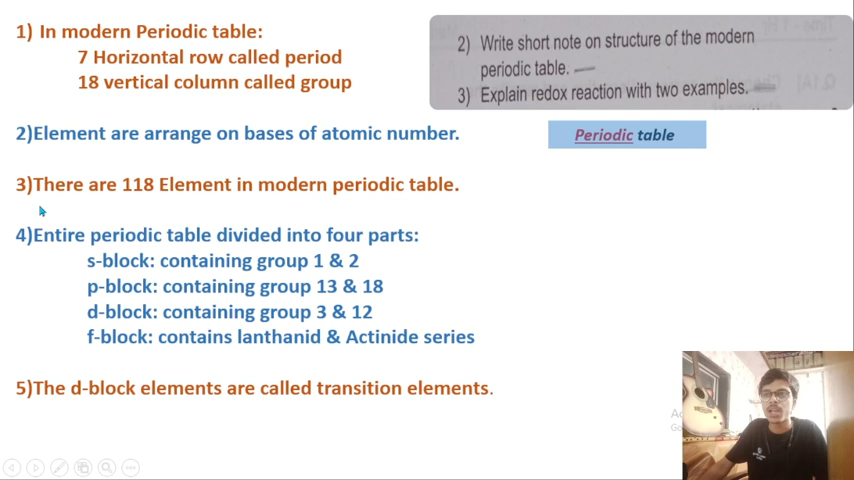 1) In modern Periodic table:
7 Horizontal row called period
18 vertical column called group
2)Element are arrange on bases of atomic number.
3)There are 118 Element in modern periodic table.
4)Entire periodic table divided into four parts:
s-block: containing group 1 & 2
p-block: containing group 13 & 18
d-block: containing group 3 & 12
f-block: contains lanthanid & Actinide series
5)The d-block elements are called transition elements.
2) Write short note on structure of the modern
periodic table.
3) Explain redox reaction with two examples.
Periodic table